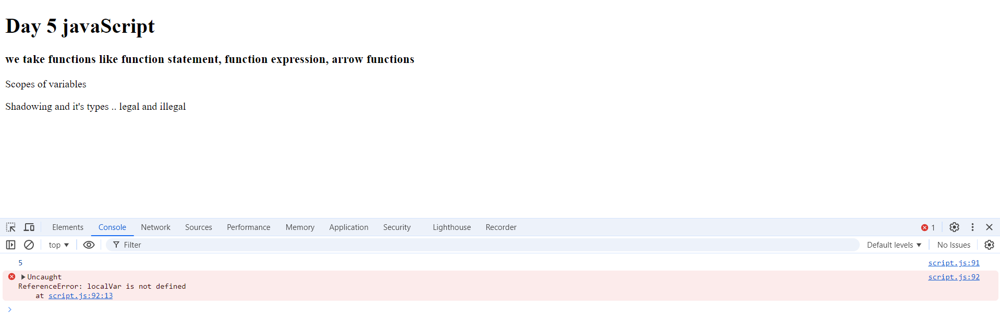 Day 5 javaScript
we take functions like function statement, function expression, arrow functions
Scopes of variables
Shadowing and it's types .. legal and illegal
Elements Console Network Sources Performance Memory Application Security Lighthouse Recorder 1
top Filter Default levels No Issues
5 script.js:91
Uncaught script.js:92
ReferenceError: localVar is not defined
at script.js:92:13